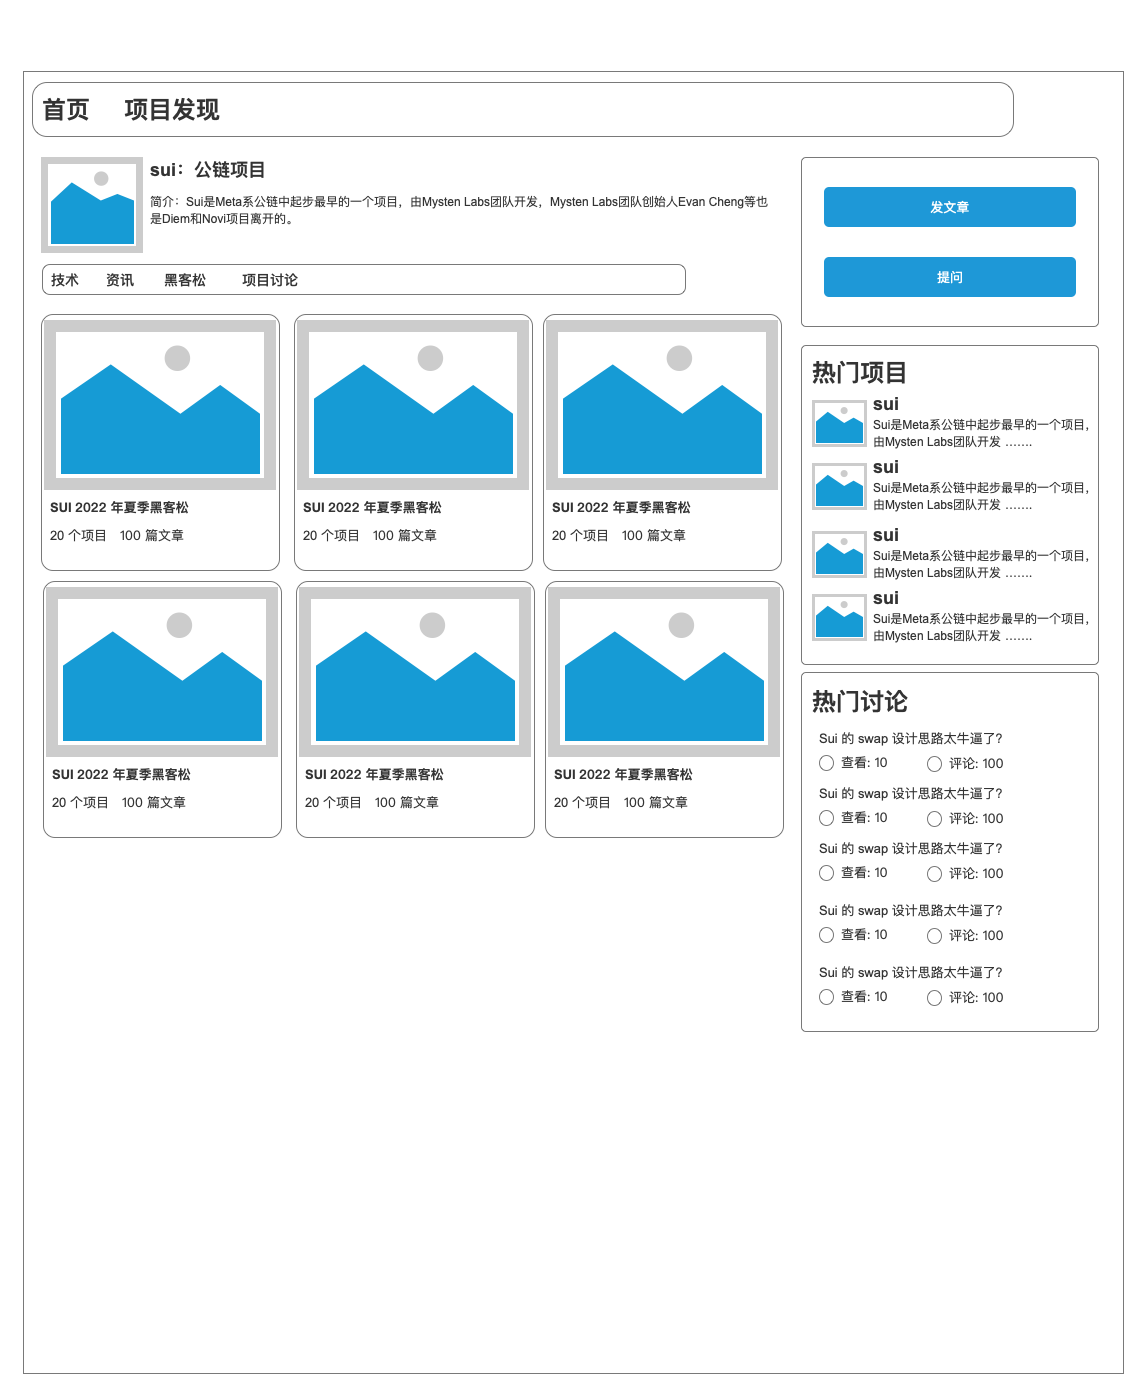 首页 项目发现
sui：公链项目
简介：Sui是Meta系公链中起步最早的一个项目，由Mysten Labs团队开发，Mysten Labs团队创始人Evan Cheng等也
是Diem和Novi项目离开的。
技术 资讯 黑客松 项目讨论
SUI 2022 年夏季黑客松
20 个项目 100 篇文章
SUI 2022 年夏季黑客松
20 个项目 100 篇文章
SUI 2022 年夏季黑客松
20 个项目 100 篇文章
SUI 2022 年夏季黑客松
20 个项目 100 篇文章
SUI 2022 年夏季黑客松
20 个项目 100 篇文章
SUI 2022 年夏季黑客松
20 个项目 100 篇文章
发文章
提问
热门项目
sui
Sui是Meta系公链中起步最早的一个项目，
由Mysten Labs团队开发 .......
sui
Sui是Meta系公链中起步最早的一个项目，
由Mysten Labs团队开发 .......
sui
Sui是Meta系公链中起步最早的一个项目，
由Mysten Labs团队开发 .......
sui
Sui是Meta系公链中起步最早的一个项目，
由Mysten Labs团队开发 .......
热门讨论
Sui 的 swap 设计思路太牛逼了?
查看: 10 评论: 100
Sui 的 swap 设计思路太牛逼了?
查看: 10 评论: 100
Sui 的 swap 设计思路太牛逼了?
查看: 10 评论: 100
Sui 的 swap 设计思路太牛逼了?
查看: 10 评论: 100
Sui 的 swap 设计思路太牛逼了?
查看: 10 评论: 100